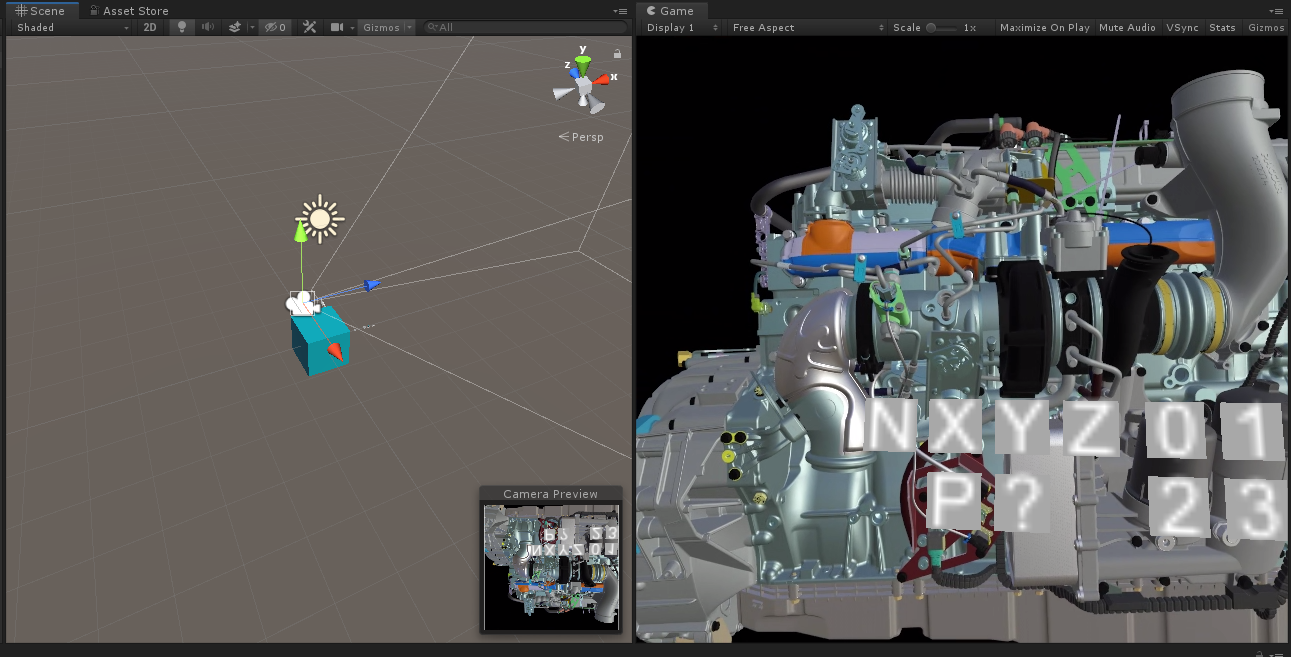 Scene Asset Store
Shaded 2D 0 Gizmos All
y
z x
Persp
Camera Preview
Game
Display 1 Free Aspect Scale 1x Maximize On Play Mute Audio VSync Stats Gizmos
N X Y Z 0 1
P ? 2 3